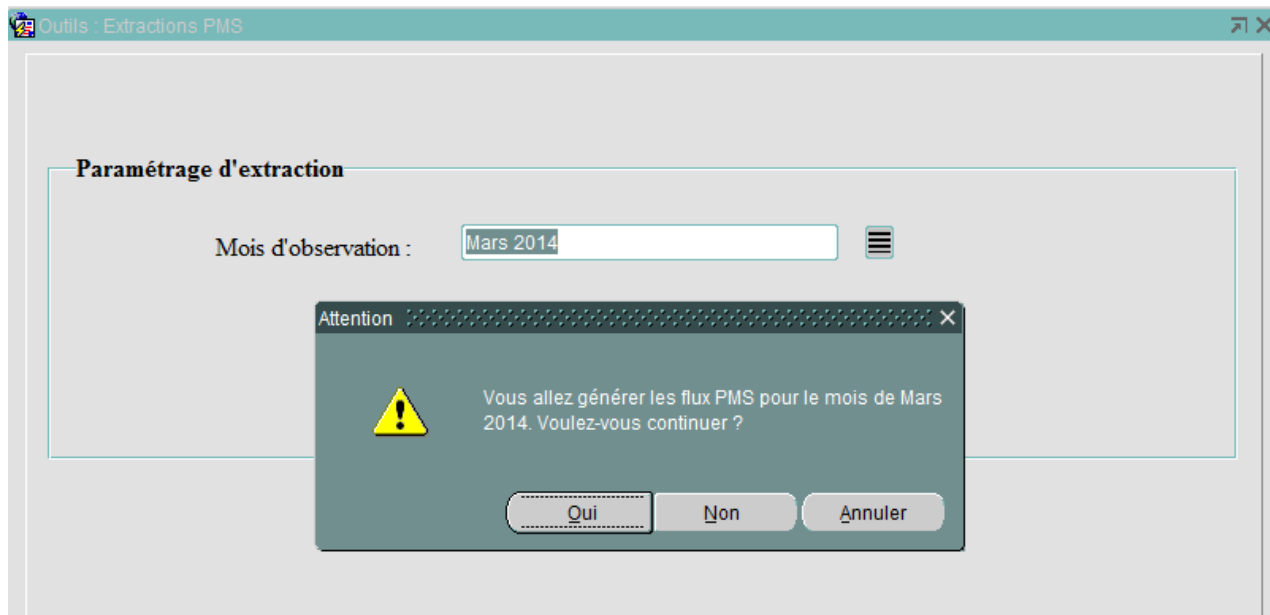 Outils : Extractions PMS
Paramétrage d'extraction
Mois d'observation :
Mars 2014
Attention
Vous allez générer les flux PMS pour le mois de Mars
2014. Voulez-vous continuer ?
Oui
Non
Annuler